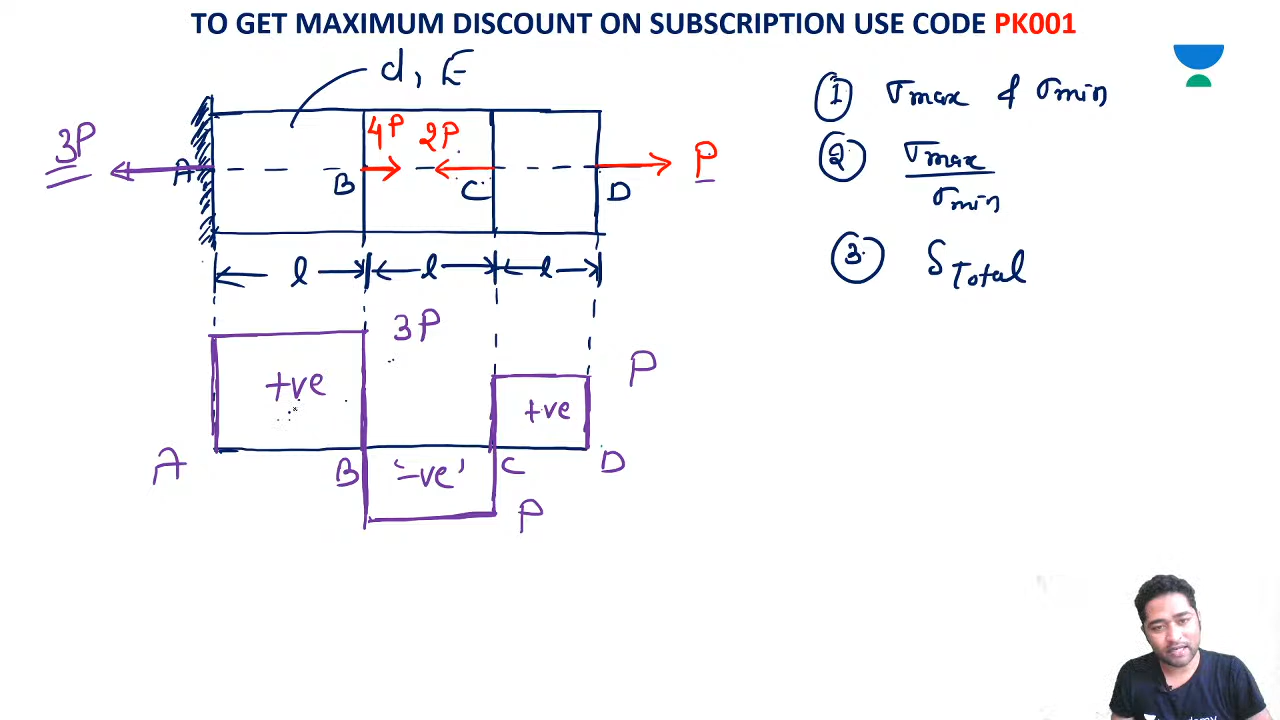 TO GET MAXIMUM DISCOUNT ON SUBSCRIPTION USE CODE PK001
d, E
3P
A
B
4P
2P
C
D
P
l
l
l
① σmax & σmin
② σmax
σmin
③ δTotal
3P
+ve
+ve
P
A
B
'-ve'
C
D
P